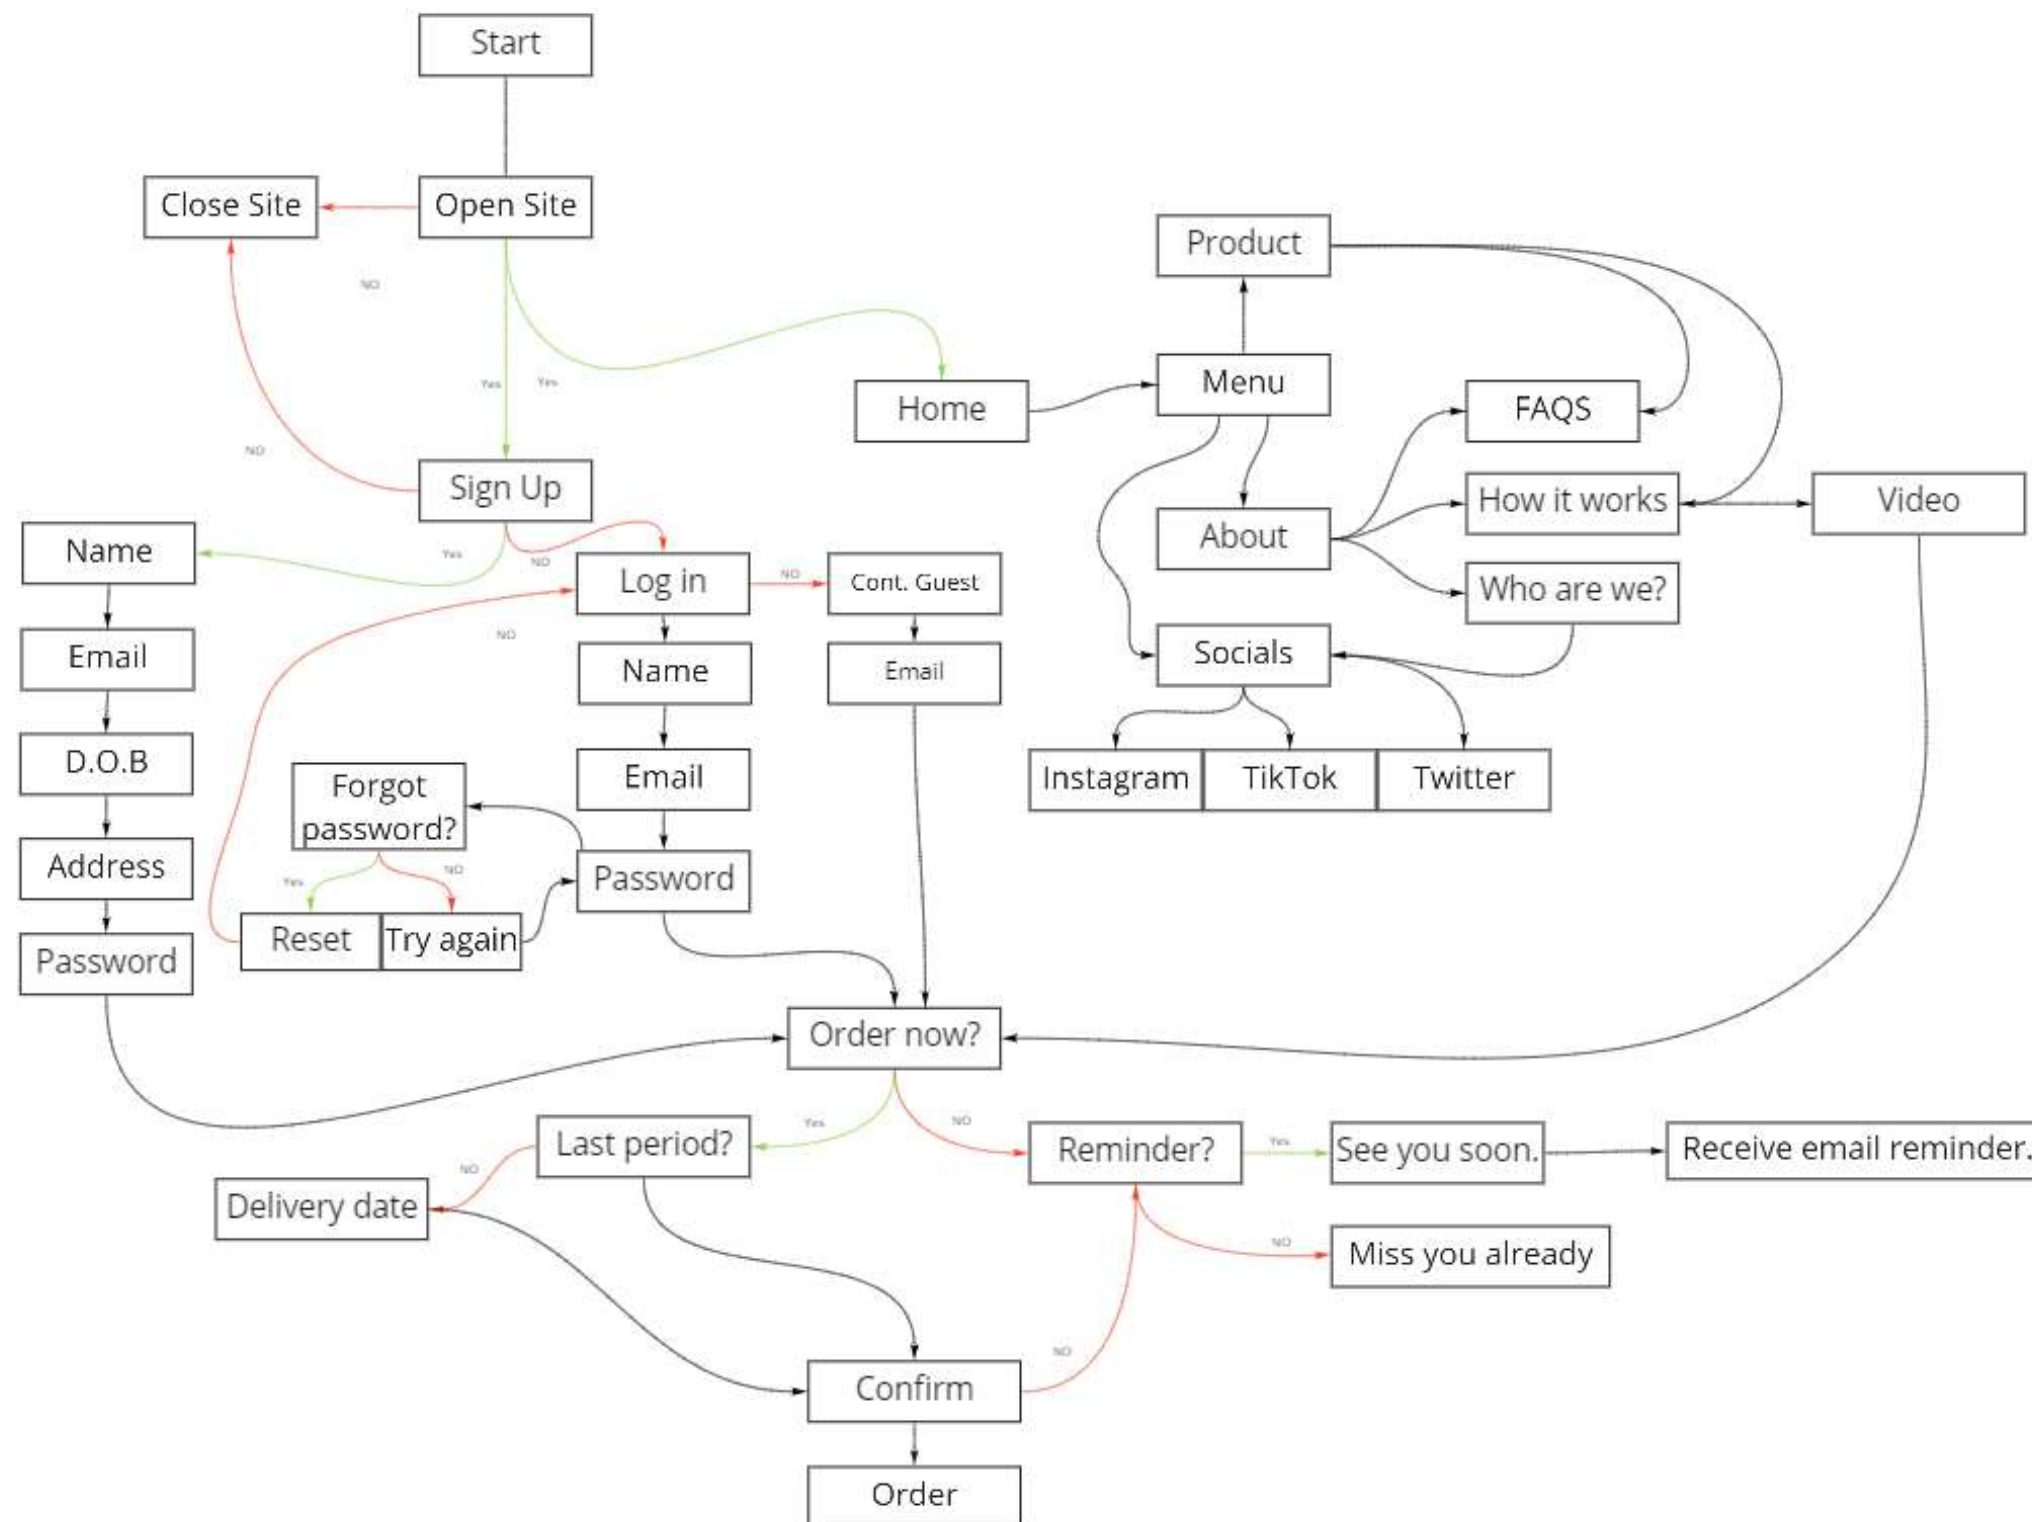 Start
Close Site
Open Site
Product
NO
Menu
Yes
Yes
Home
FAQS
NO
Sign Up
How it works
Video
About
Name
Yes
NO
Log in
NO
Cont. Guest
Who are we?
NO
Email
Name
Email
Socials
D.O.B
Forgot
password?
Email
Instagram
TikTok
Twitter
Address
Yes
NO
Password
Reset
Try again
Password
Order now?
Yes
NO
Last period?
Reminder?
Yes
See you soon.
Receive email reminder.
NO
Delivery date
NO
Miss you already
NO
Confirm
Order